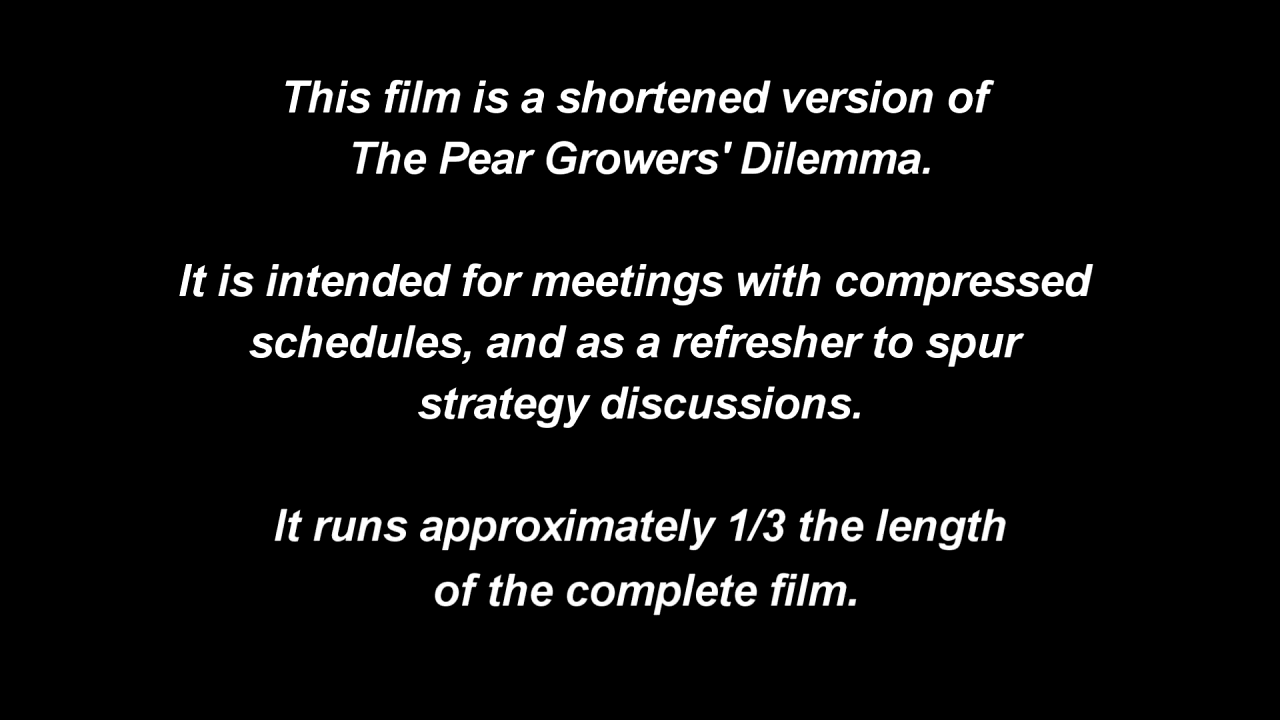 This film is a shortened version of
The Pear Growers' Dilemma.
It is intended for meetings with compressed
schedules, and as a refresher to spur
strategy discussions.
It runs approximately 1/3 the length
of the complete film.